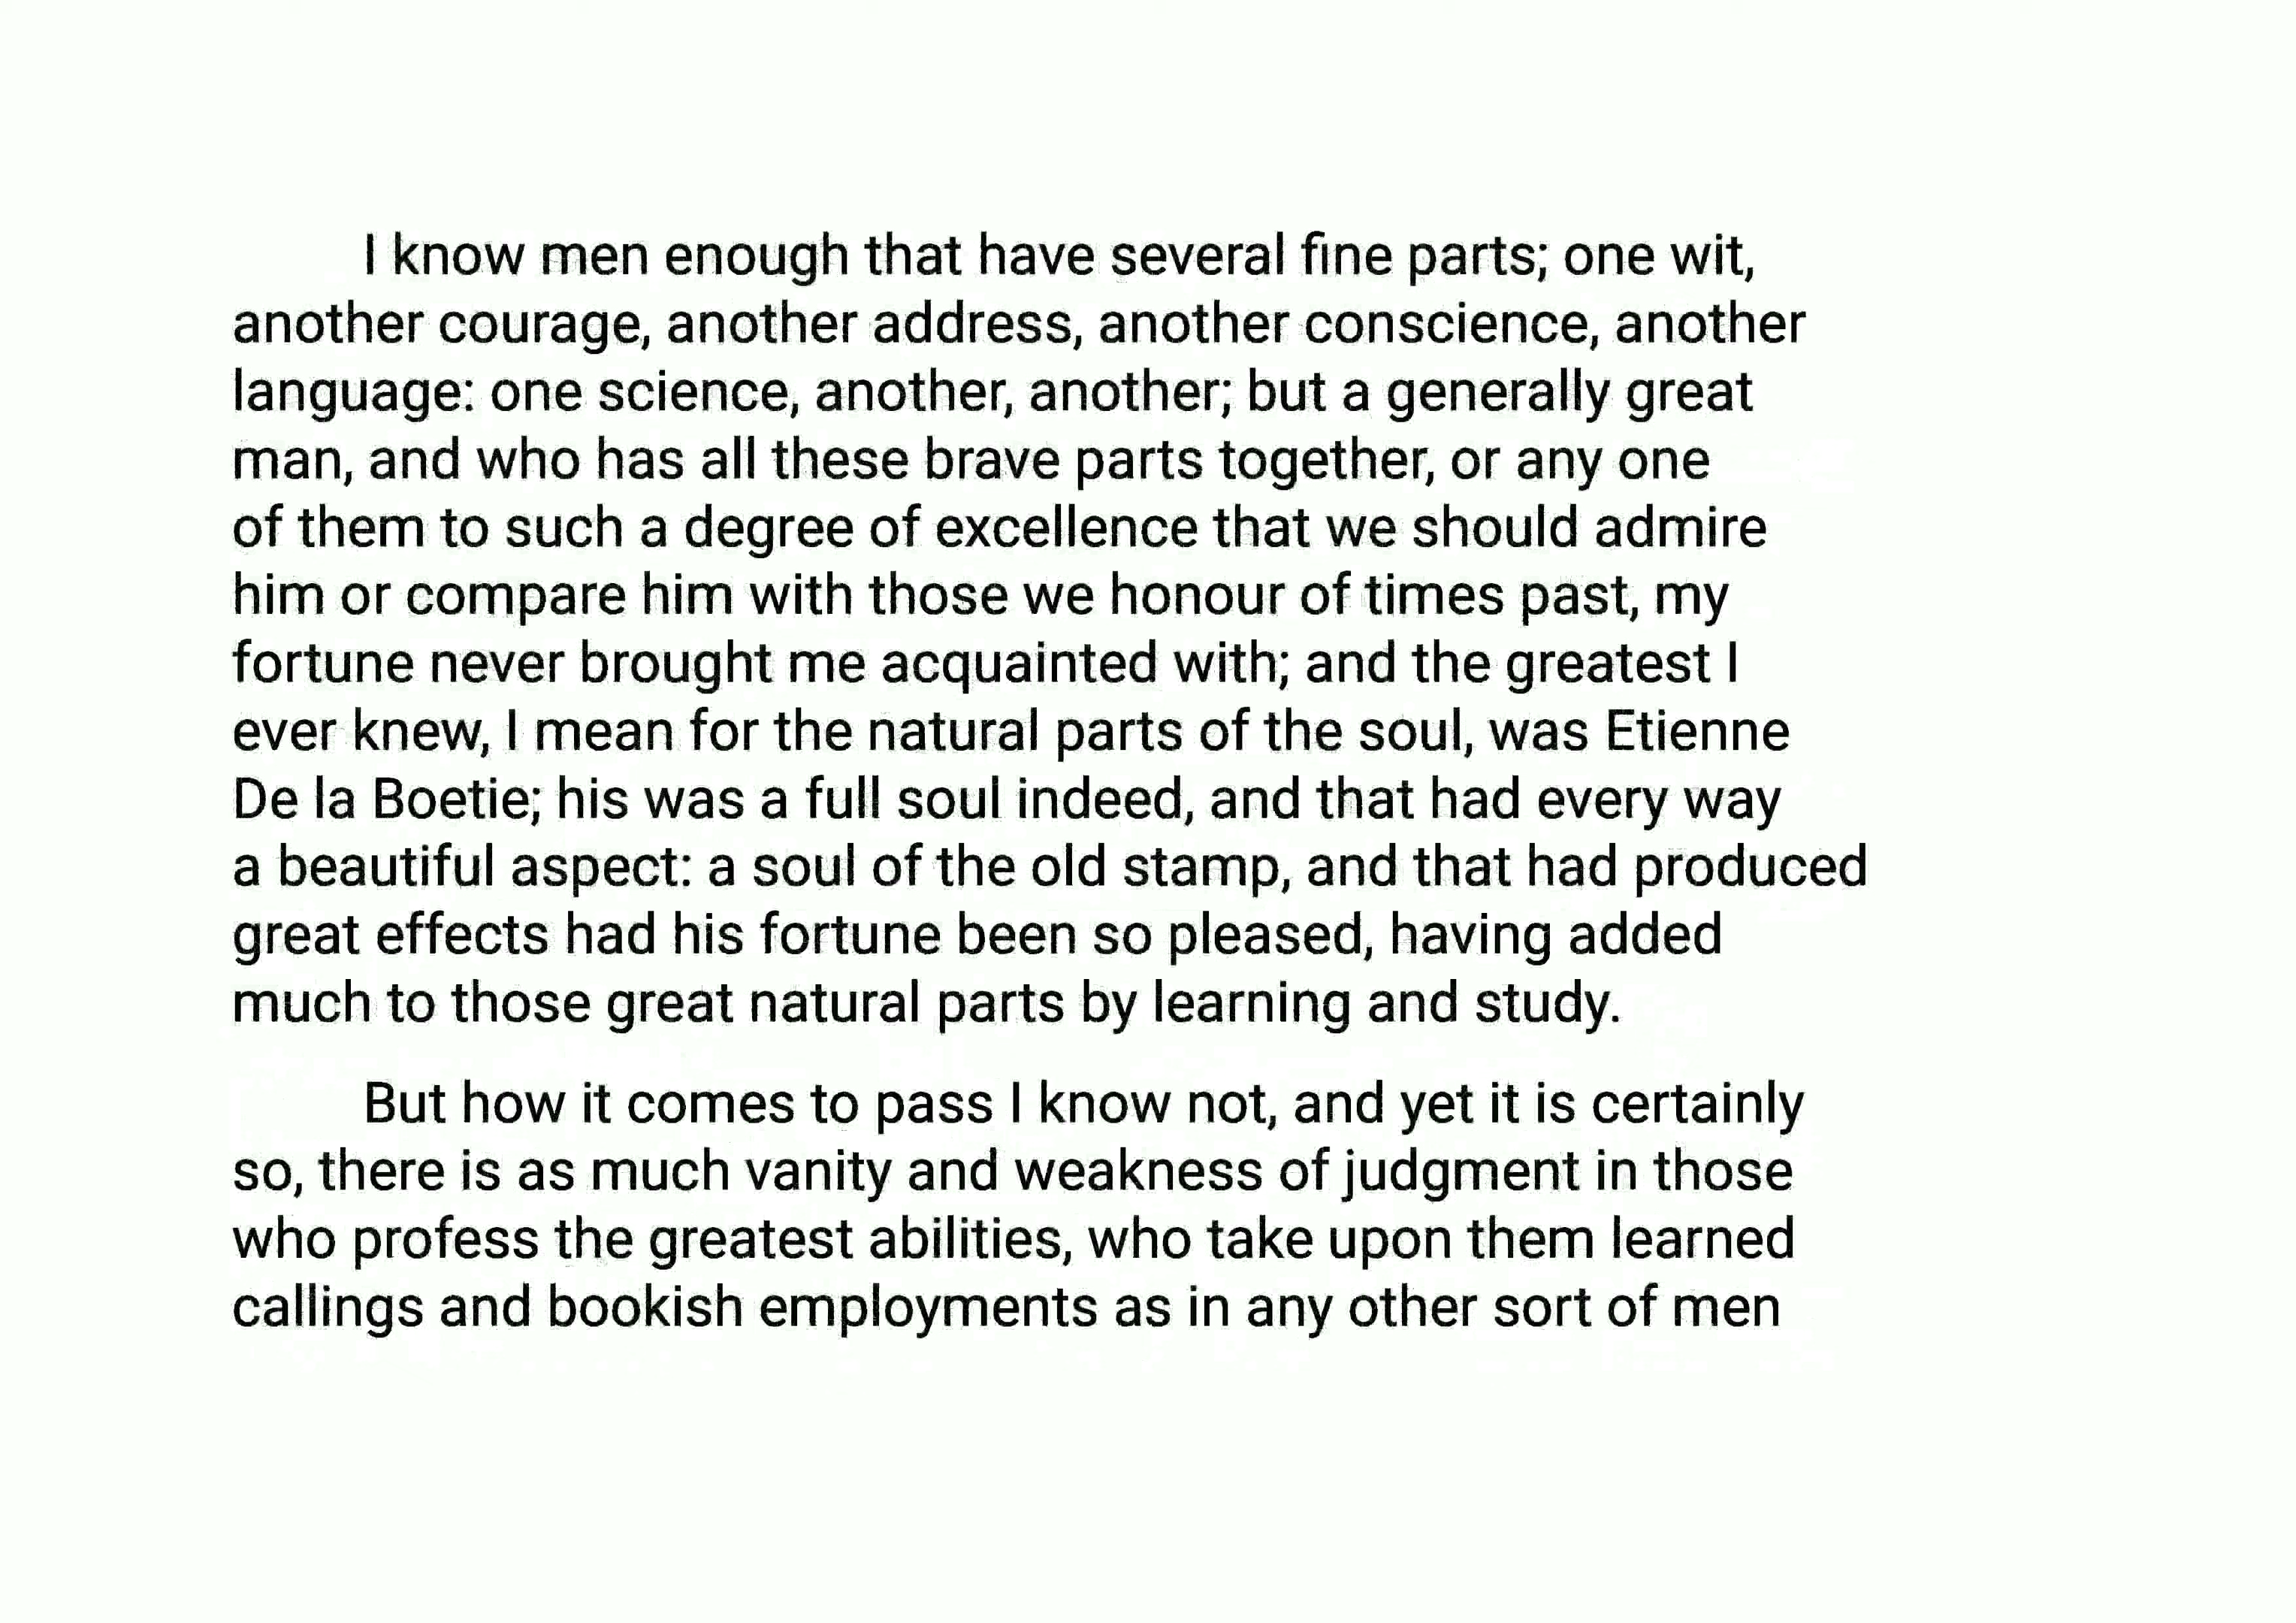 I know men enough that have several fine parts; one wit,
another courage, another address, another conscience, another
language: one science, another, another; but a generally great
man, and who has all these brave parts together, or any one
of them to such a degree of excellence that we should admire
him or compare him with those we honour of times past, my
fortune never brought me acquainted with; and the greatest I
ever knew, I mean for the natural parts of the soul, was Etienne
De la Boetie; his was a full soul indeed, and that had every way
a beautiful aspect: a soul of the old stamp, and that had produced
great effects had his fortune been so pleased, having added
much to those great natural parts by learning and study.
But how it comes to pass I know not, and yet it is certainly
so, there is as much vanity and weakness of judgment in those
who profess the greatest abilities, who take upon them learned
callings and bookish employments as in any other sort of men